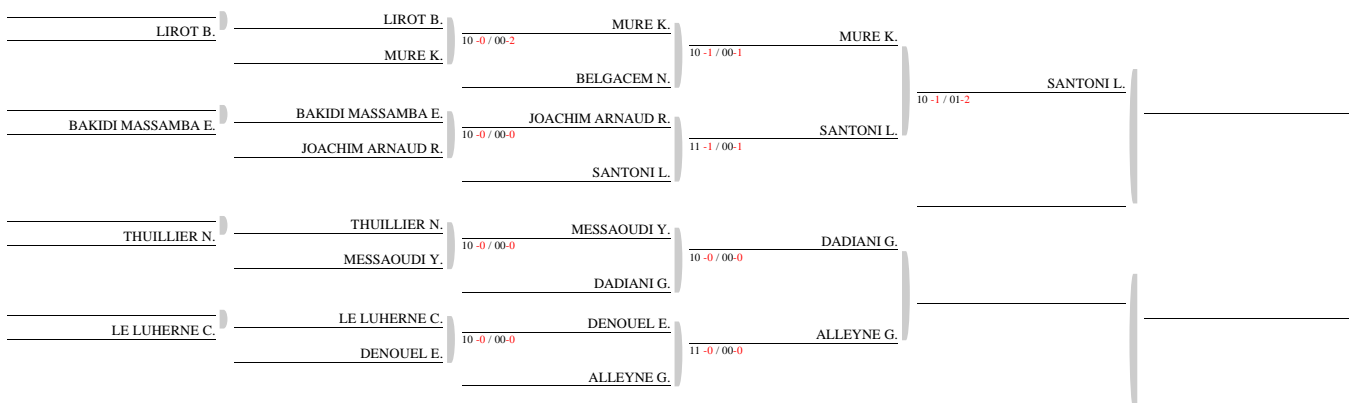 LIROT B.
LIROT B.
MURE K.
MURE K.
10 -0 / 00-2
BELGACEM N.
MURE K.
10 -1 / 00-1
BAKIDI MASSAMBA E.
BAKIDI MASSAMBA E.
JOACHIM ARNAUD R.
JOACHIM ARNAUD R.
10 -0 / 00-0
SANTONI L.
SANTONI L.
11 -1 / 00-1
SANTONI L.
10 -1 / 01-2
THUILLIER N.
THUILLIER N.
MESSAOUDI Y.
MESSAOUDI Y.
10 -0 / 00-0
DADIANI G.
DADIANI G.
10 -0 / 00-0
LE LUHERNE C.
LE LUHERNE C.
DENOUEL E.
DENOUEL E.
10 -0 / 00-0
ALLEYNE G.
ALLEYNE G.
11 -0 / 00-0